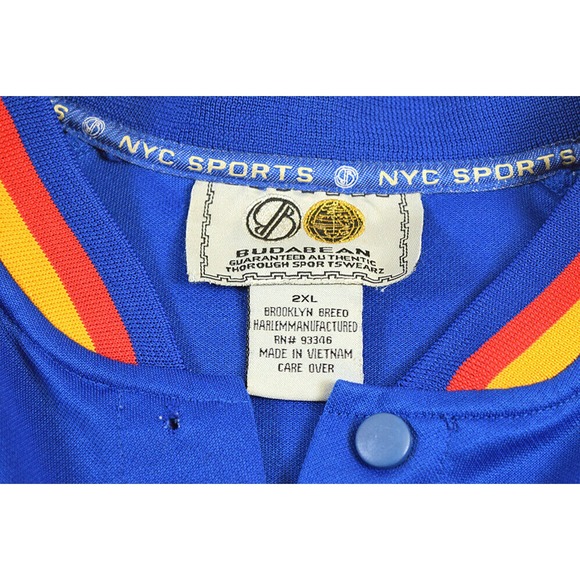 NYC SPORTS NYC SPORTS
BUDABEAN
GUARANTEED AUTHENTIC
THOROUGH SPORTSWEARZ
2XL
BROOKLYN BREED
HARLEMMANUFACTURED
RN# 93346
MADE IN VIETNAM
CARE OVER